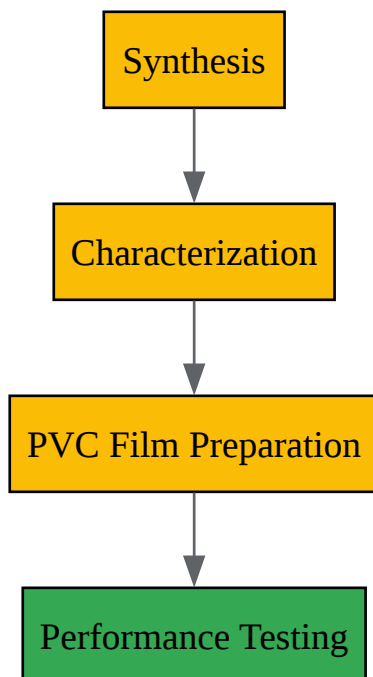 Synthesis
Characterization
PVC Film Preparation
Performance Testing